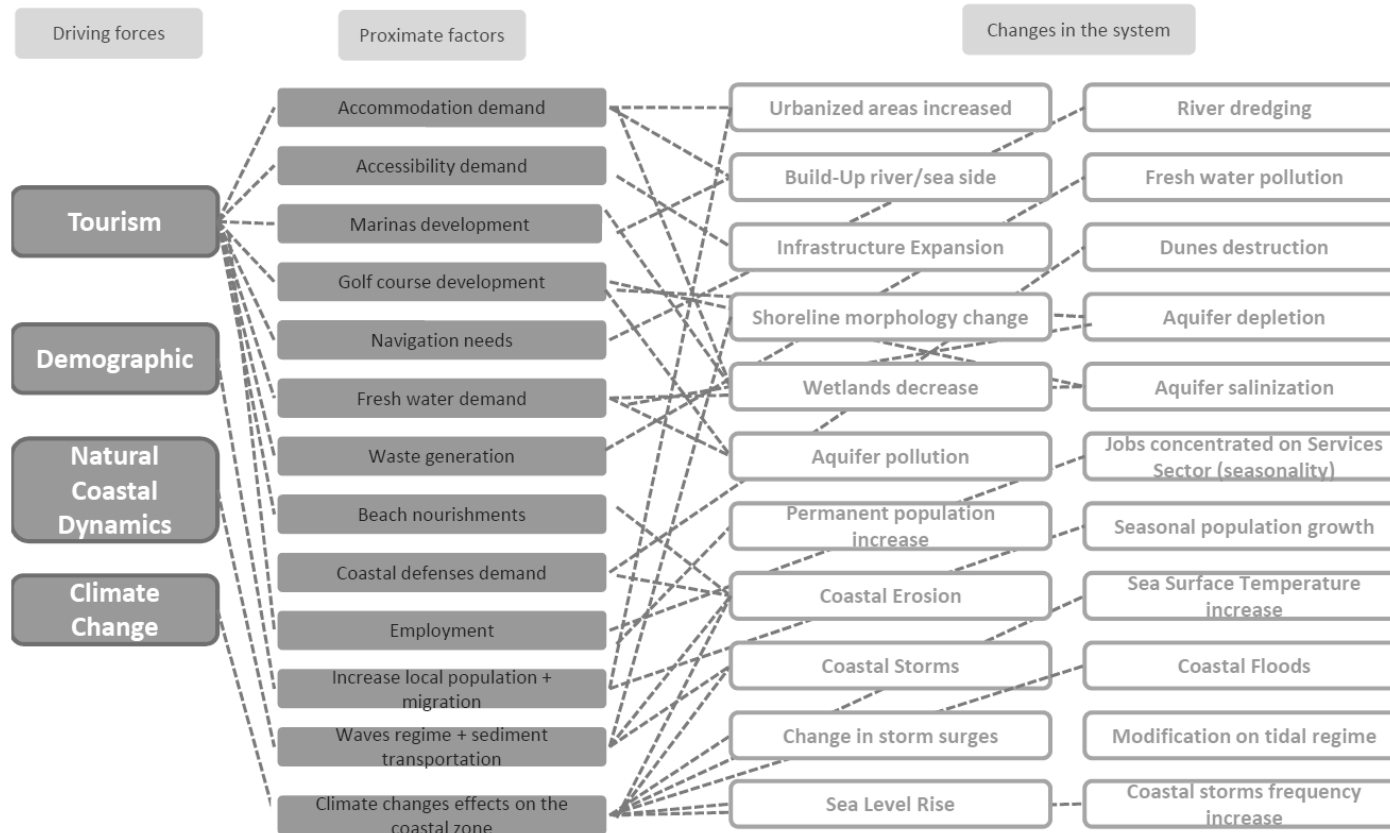 Driving forces
Proximate factors
Changes in the system
Tourism
Demographic
Natural
Coastal
Dynamics
Climate
Change
Accommodation demand
Accessibility demand
Marinas development
Golf course development
Navigation needs
Fresh water demand
Waste generation
Beach nourishments
Coastal defenses demand
Employment
Increase local population +
migration
Waves regime + sediment
transportation
Climate changes effects on the
coastal zone
Urbanized areas increased
Build-Up river/sea side
Infrastructure Expansion
Shoreline morphology change
Wetlands decrease
Aquifer pollution
Permanent population
increase
Coastal Erosion
Coastal Storms
Change in storm surges
Sea Level Rise
River dredging
Fresh water pollution
Dunes destruction
Aquifer depletion
Aquifer salinization
Jobs concentrated on Services
Sector (seasonality)
Seasonal population growth
Sea Surface Temperature
increase
Coastal Floods
Modification on tidal regime
Coastal storms frequency
increase